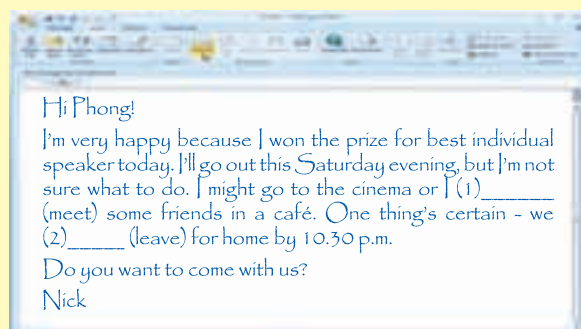 Hi Phong!
I'm very happy because I won the prize for best individual
speaker today. I'll go out this Saturday evening, but I'm not
sure what to do. I might go to the cinema or I (1)______
(meet) some friends in a café. One thing's certain - we
(2)_____ (leave) for home by 10.30 p.m.
Do you want to come with us?
Nick